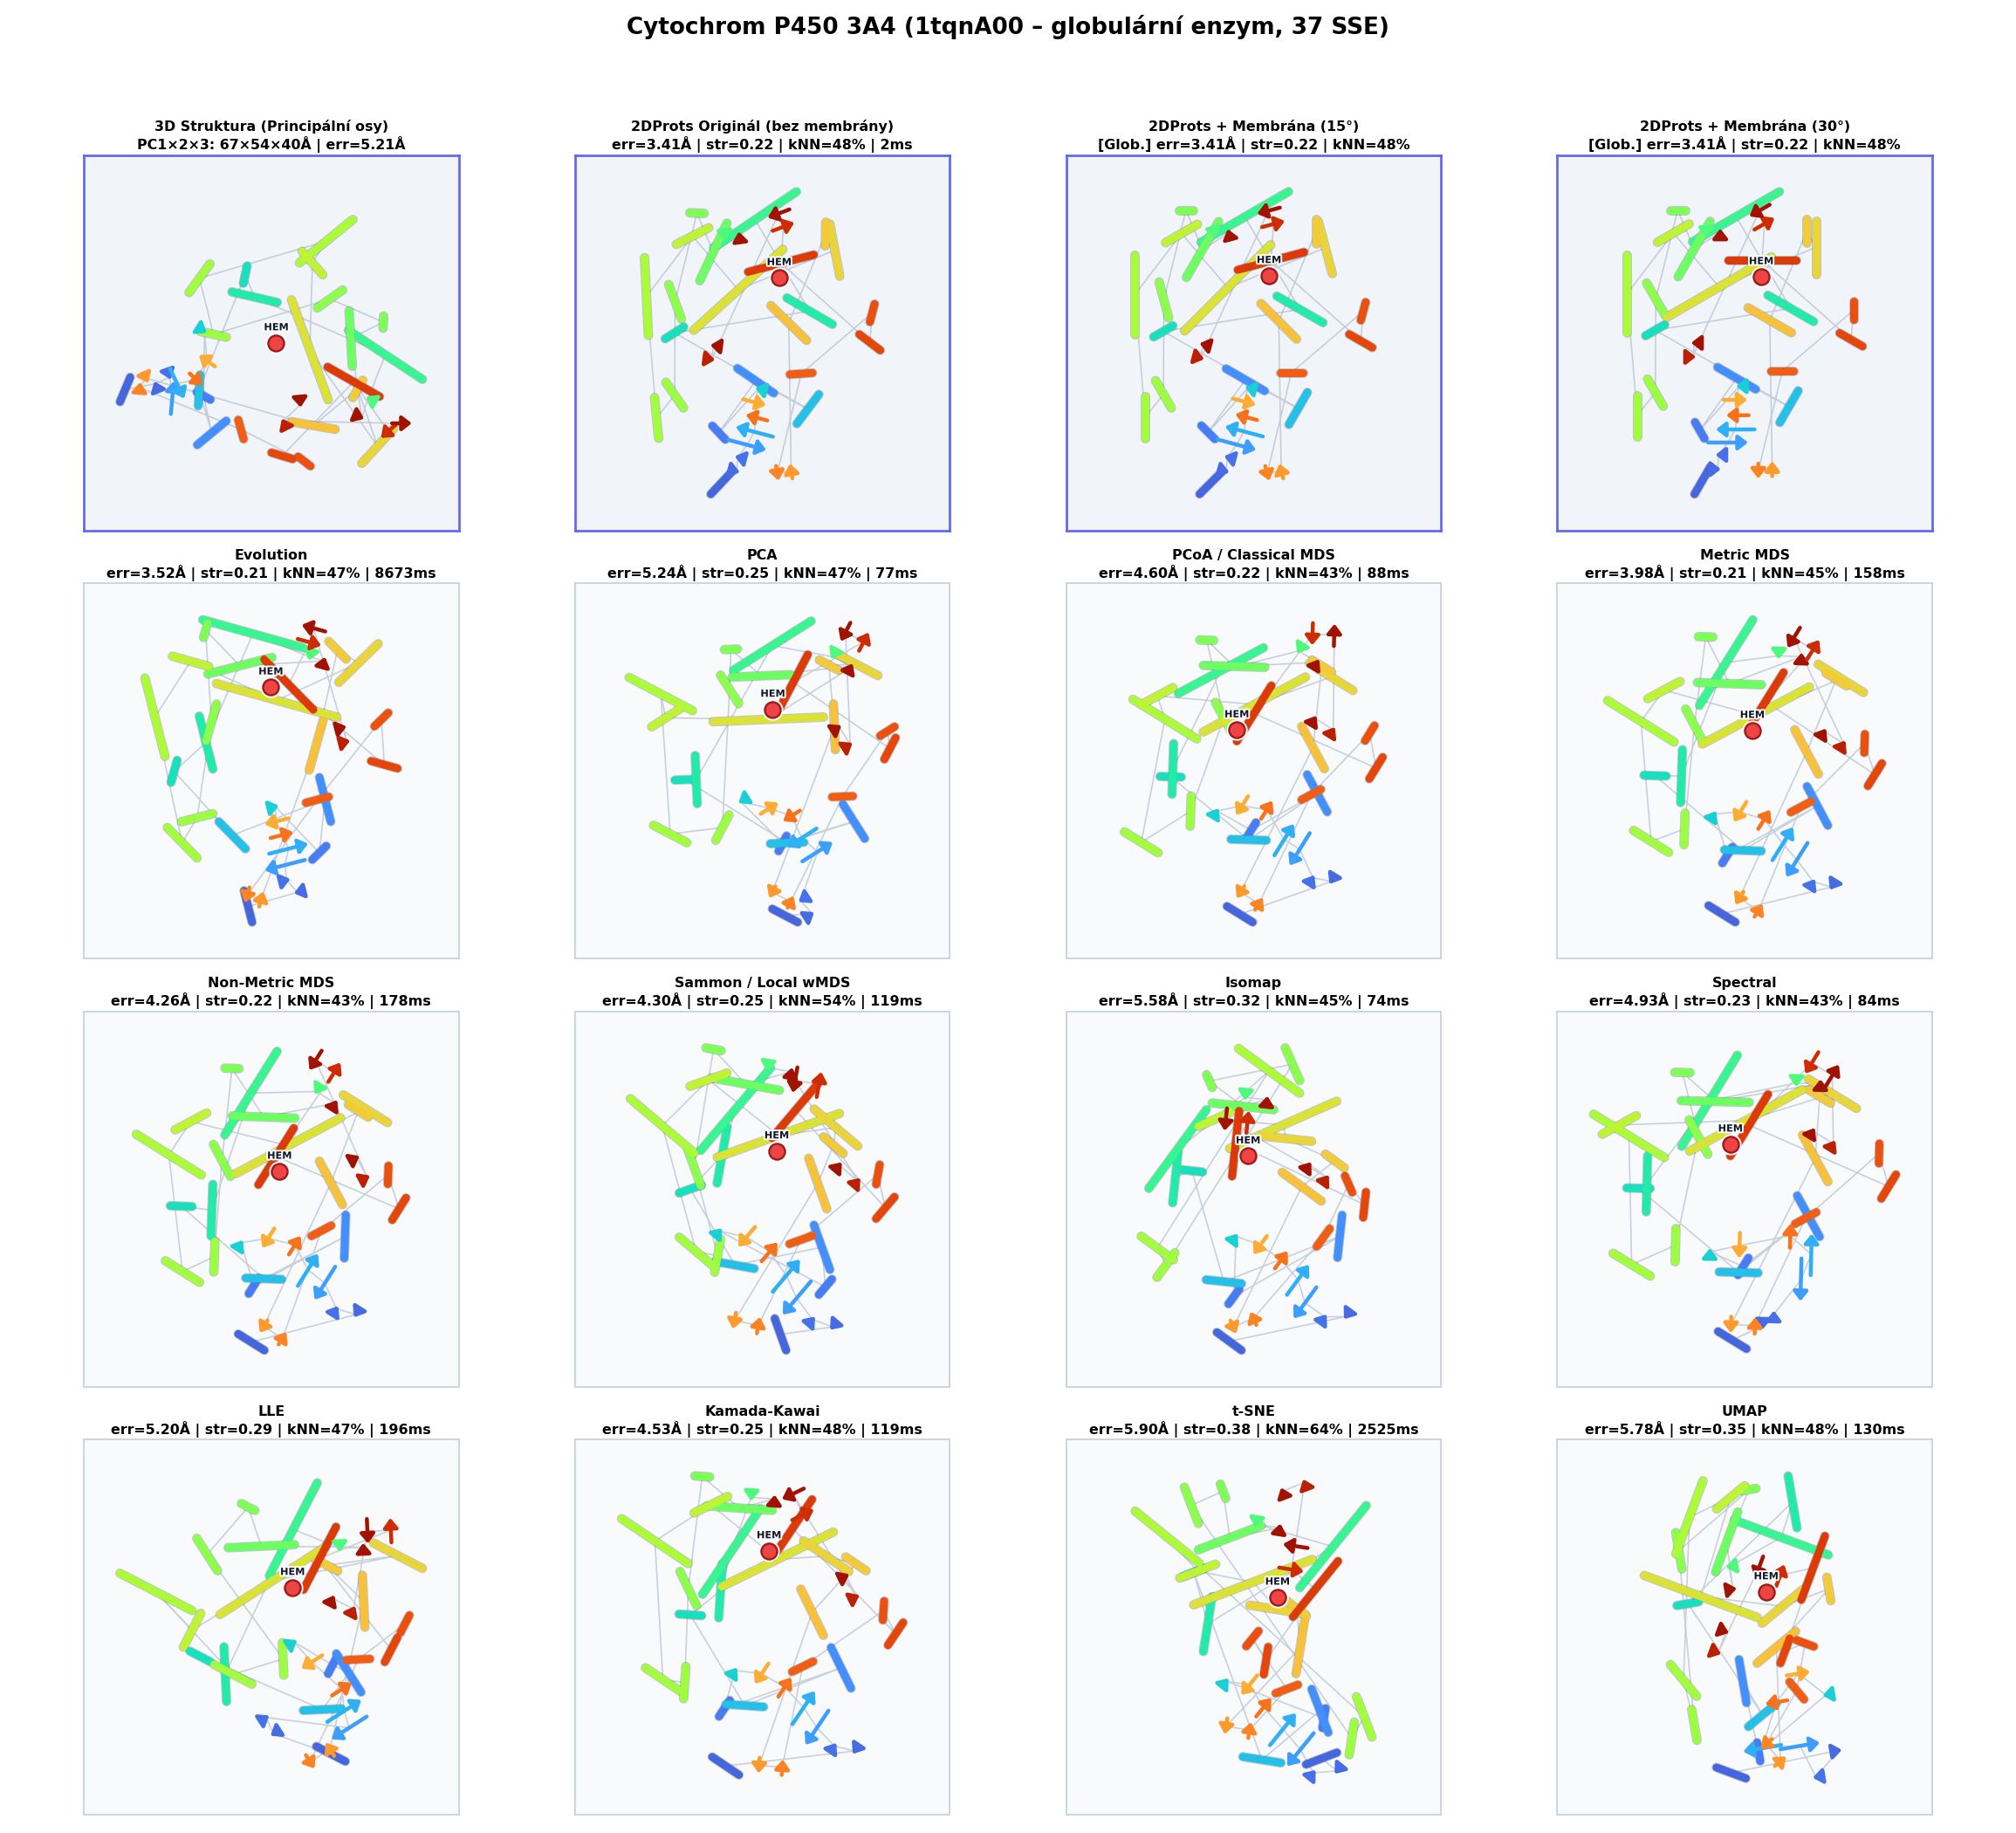 Cytochrom P450 3A4 (1tqnA00 – globulární enzym, 37 SSE)
3D Struktura (Principální osy)
PC1×2×3: 67×54×40Å | err=5.21Å
HEM
2DProts Originál (bez membrány)
err=3.41Å | str=0.22 | kNN=48% | 2ms
HEM
2DProts + Membrána (15°)
[Glob.] err=3.41Å | str=0.22 | kNN=48%
HEM
2DProts + Membrána (30°)
[Glob.] err=3.41Å | str=0.22 | kNN=48%
HEM
Evolution
err=3.52Å | str=0.21 | kNN=47% | 8673ms
HEM
PCA
err=5.24Å | str=0.25 | kNN=47% | 77ms
HEM
PCoA / Classical MDS
err=4.60Å | str=0.22 | kNN=43% | 88ms
HEM
Metric MDS
err=3.98Å | str=0.21 | kNN=45% | 158ms
HEM
Non-Metric MDS
err=4.26Å | str=0.22 | kNN=43% | 178ms
HEM
Sammon / Local wMDS
err=4.30Å | str=0.25 | kNN=54% | 119ms
HEM
Isomap
err=5.58Å | str=0.32 | kNN=45% | 74ms
HEM
Spectral
err=4.93Å | str=0.23 | kNN=43% | 84ms
HEM
LLE
err=5.20Å | str=0.29 | kNN=47% | 196ms
HEM
Kamada-Kawai
err=4.53Å | str=0.25 | kNN=48% | 119ms
HEM
t-SNE
err=5.90Å | str=0.38 | kNN=64% | 2525ms
HEM
UMAP
err=5.78Å | str=0.35 | kNN=48% | 130ms
HEM